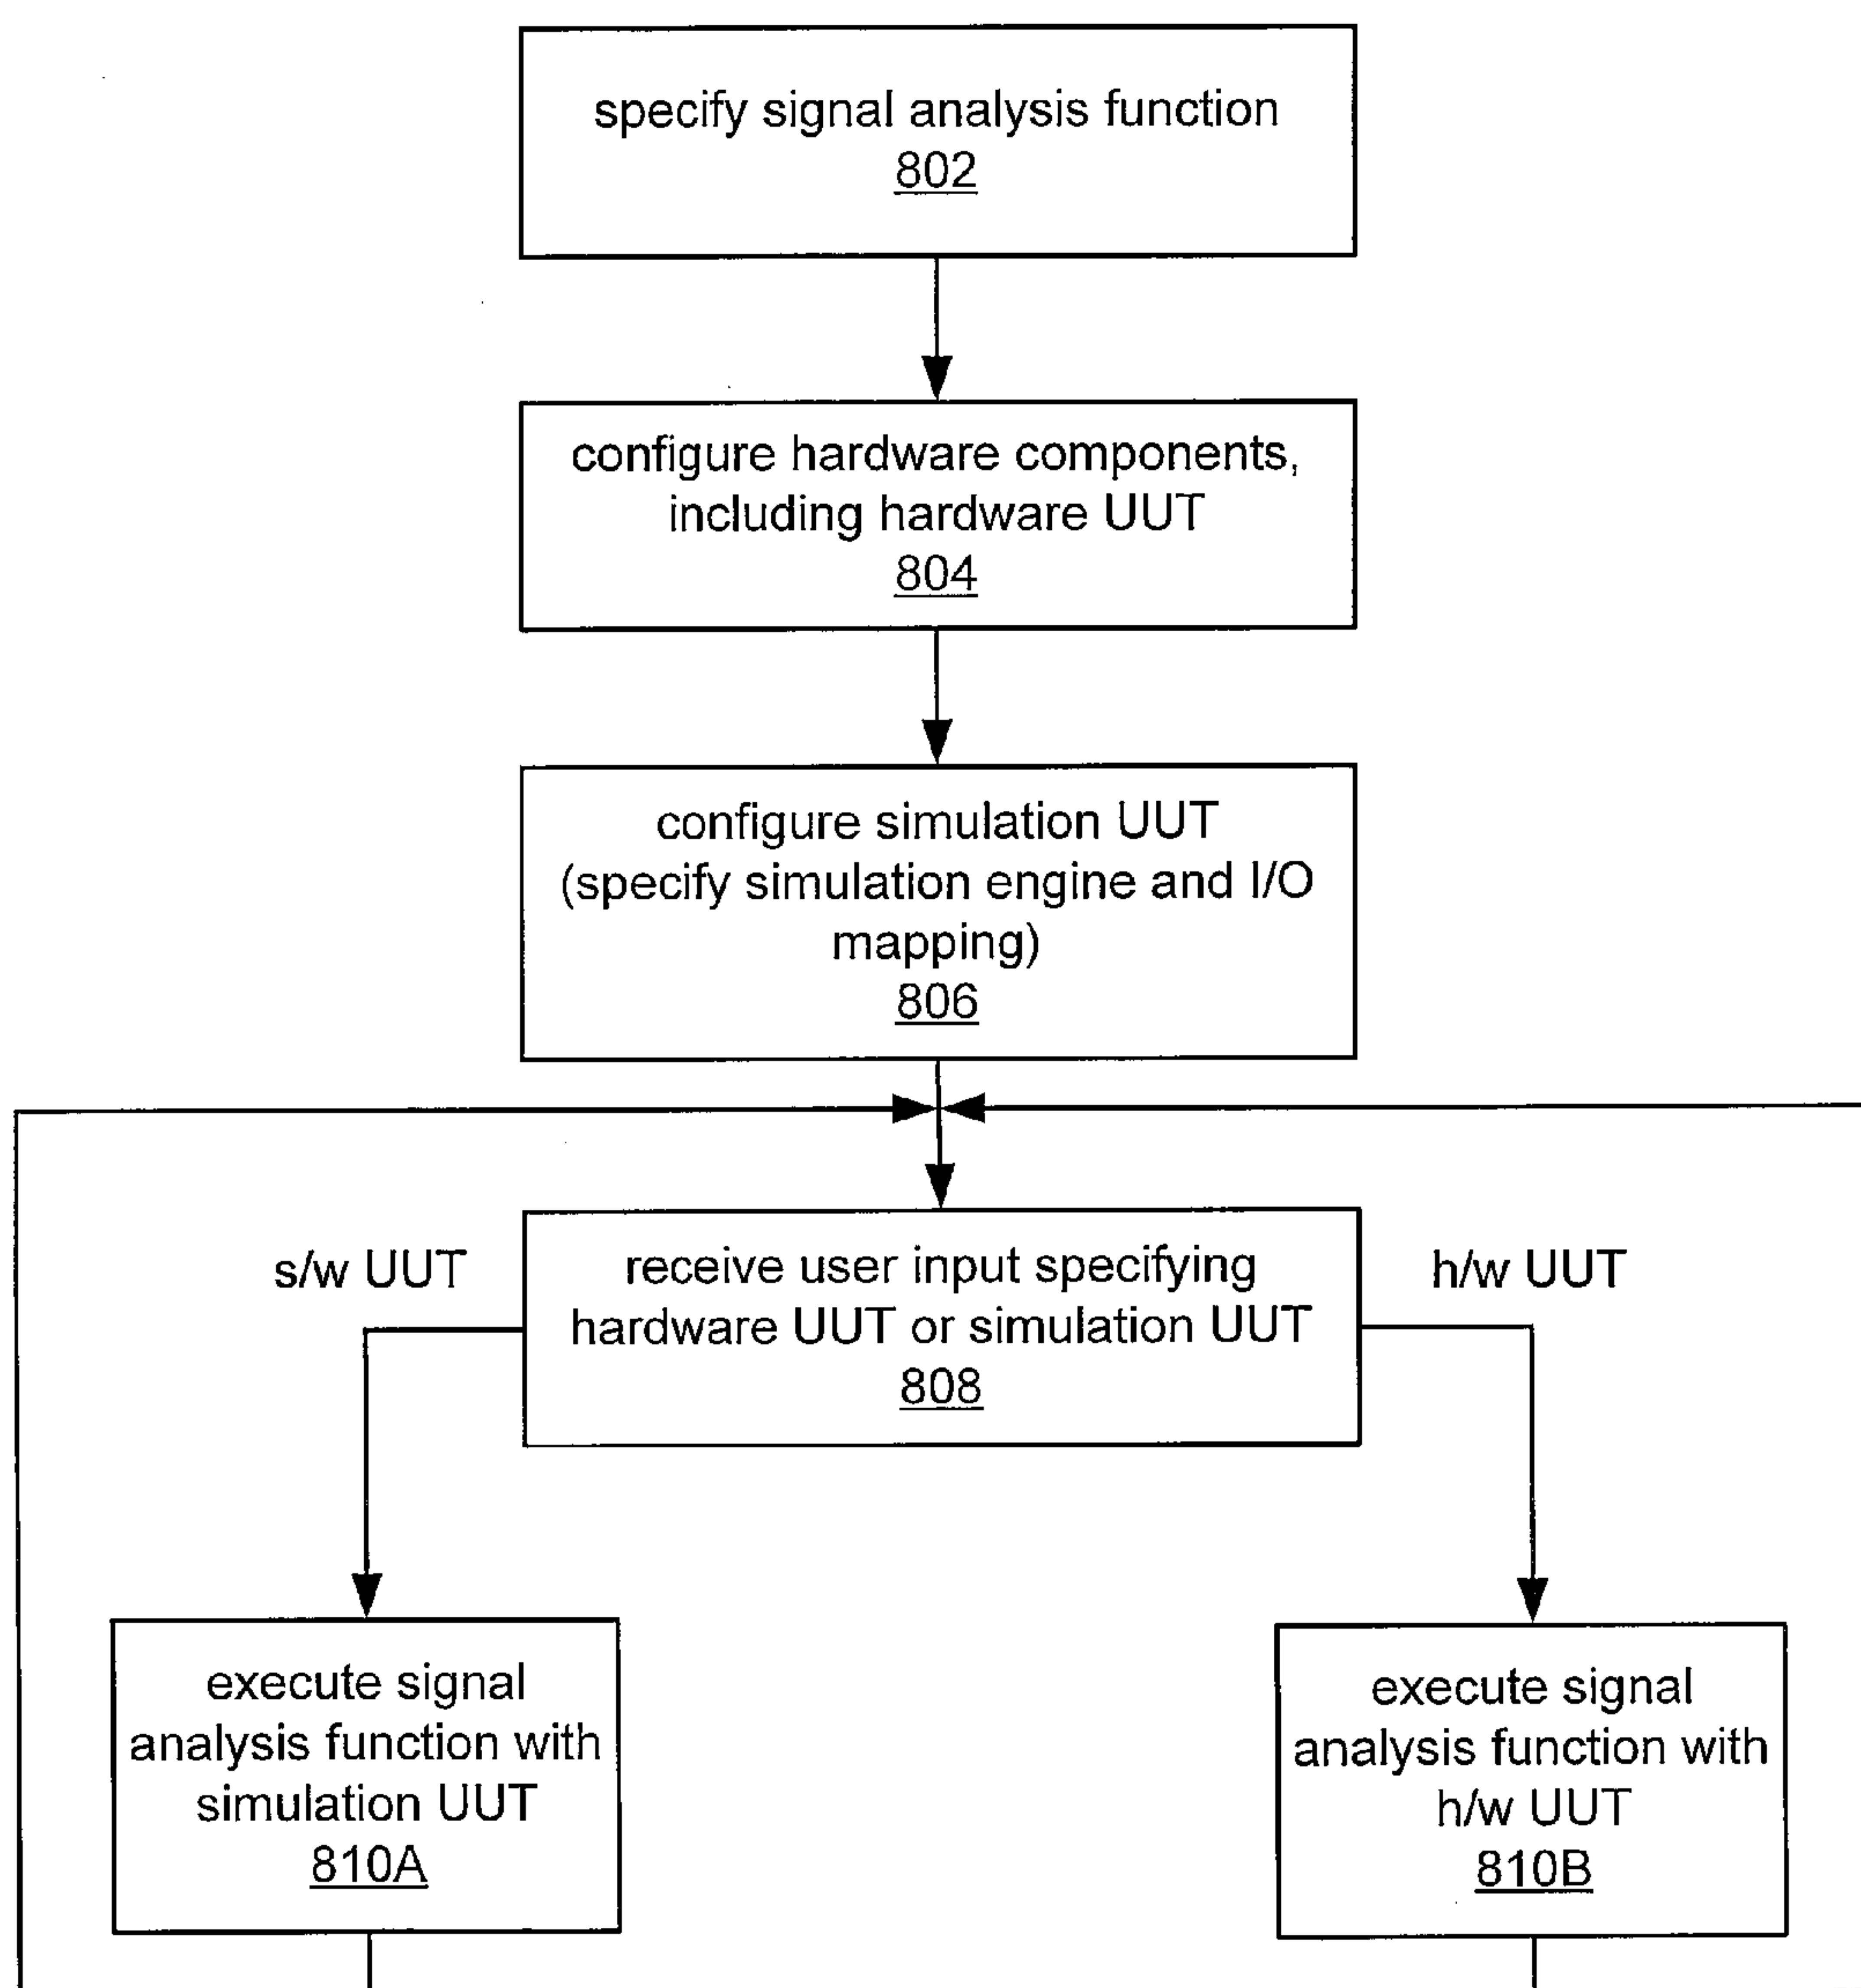 specify signal analysis function
802
configure hardware components,
including hardware UUT
804
configure simulation UUT
(specify simulation engine and I/O
mapping)
806
s/w UUT
receive user input specifying
hardware UUT or simulation UUT
808
h/w UUT
execute signal
analysis function with
simulation UUT
810A
execute signal
analysis function with
h/w UUT
810B